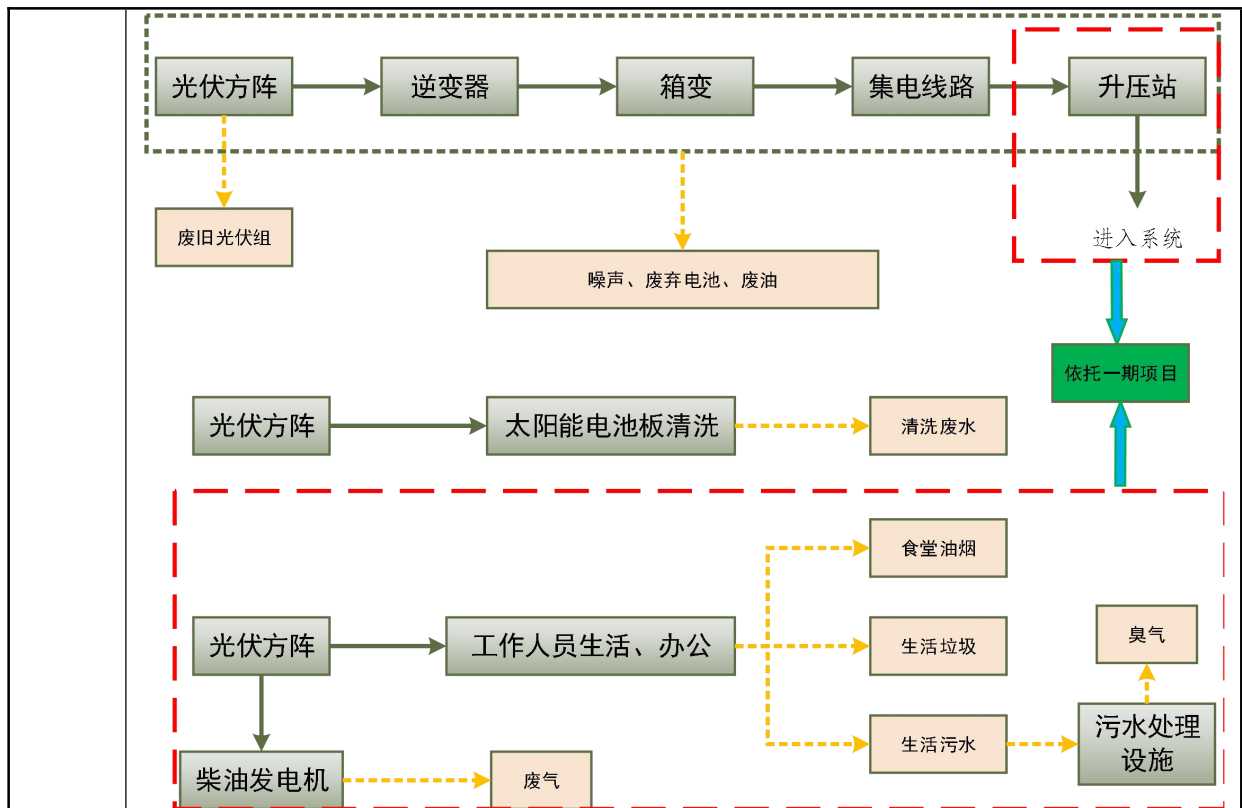 光伏方阵
逆变器
箱变
集电线路
升压站
废旧光伏组
进入系统
噪声、废弃电池、废油
依托一期项目
光伏方阵
太阳能电池板清洗
清洗废水
食堂油烟
光伏方阵
工作人员生活、办公
生活垃圾
臭气
生活污水
污水处理
设施
柴油发电机
废气